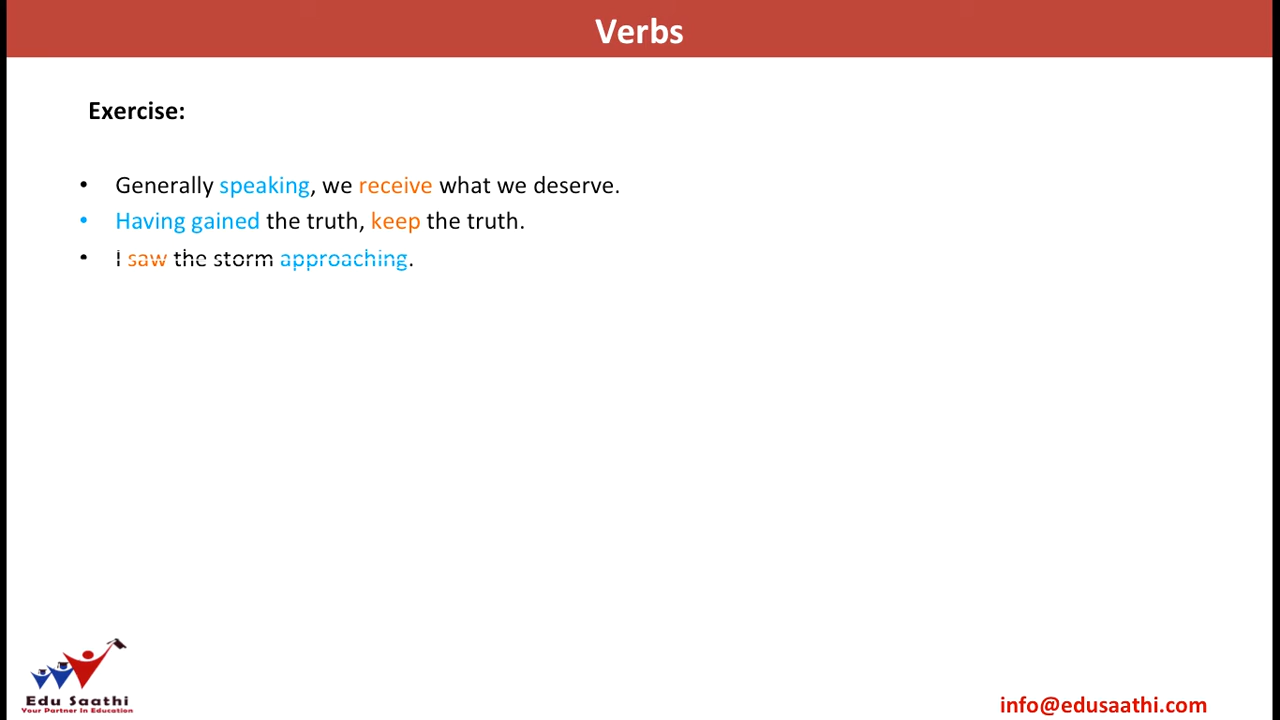 Verbs
Exercise:
• Generally speaking, we receive what we deserve.
• Having gained the truth, keep the truth.
• I saw the storm approaching.
Edu Saathi
Your Partner In Education
info@edusaathi.com